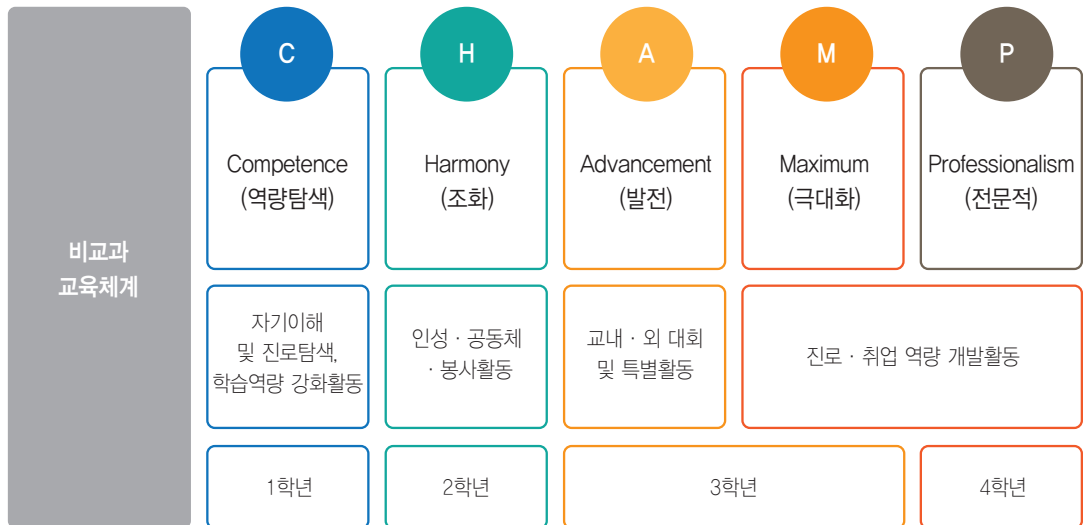 비교과
교육체계
C
H
A
M
P
Competence
(역량탐색)
Harmony
(조화)
Advancement
(발전)
Maximum
(극대화)
Professionalism
(전문적)
자기이해
및 진로탐색,
학습역량 강화활동
인성 · 공동체
· 봉사활동
교내 · 외 대회
및 특별활동
진로 · 취업 역량 개발활동
1학년
2학년
3학년
4학년